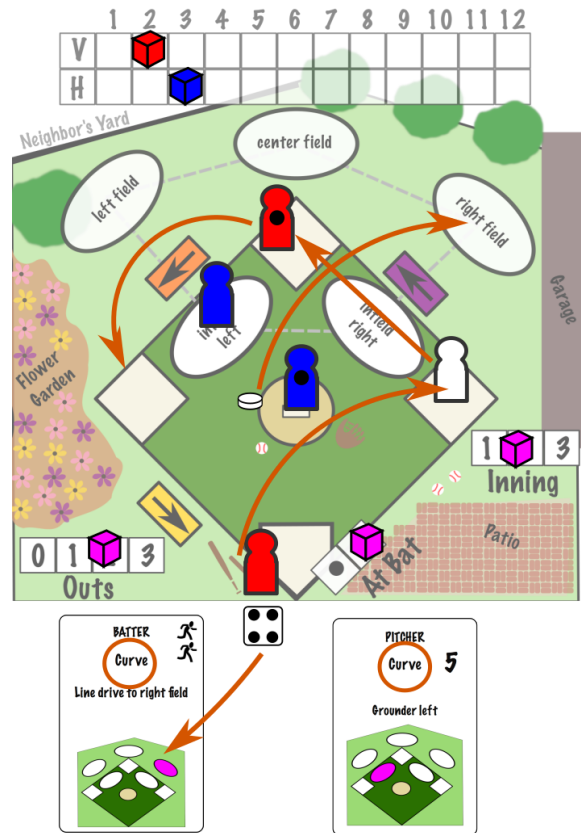 1 2 3 4 5 6 7 8 9 10 11 12
V
H
Neighbor's Yard
center field
left field
right field
infield right
left
Garage
Flower Garden
1 3
Inning
Patio
At Bat
0 1 3
Outs
BATTER
Curve
Line drive to right field
PITCHER
Curve
5
Grounder left